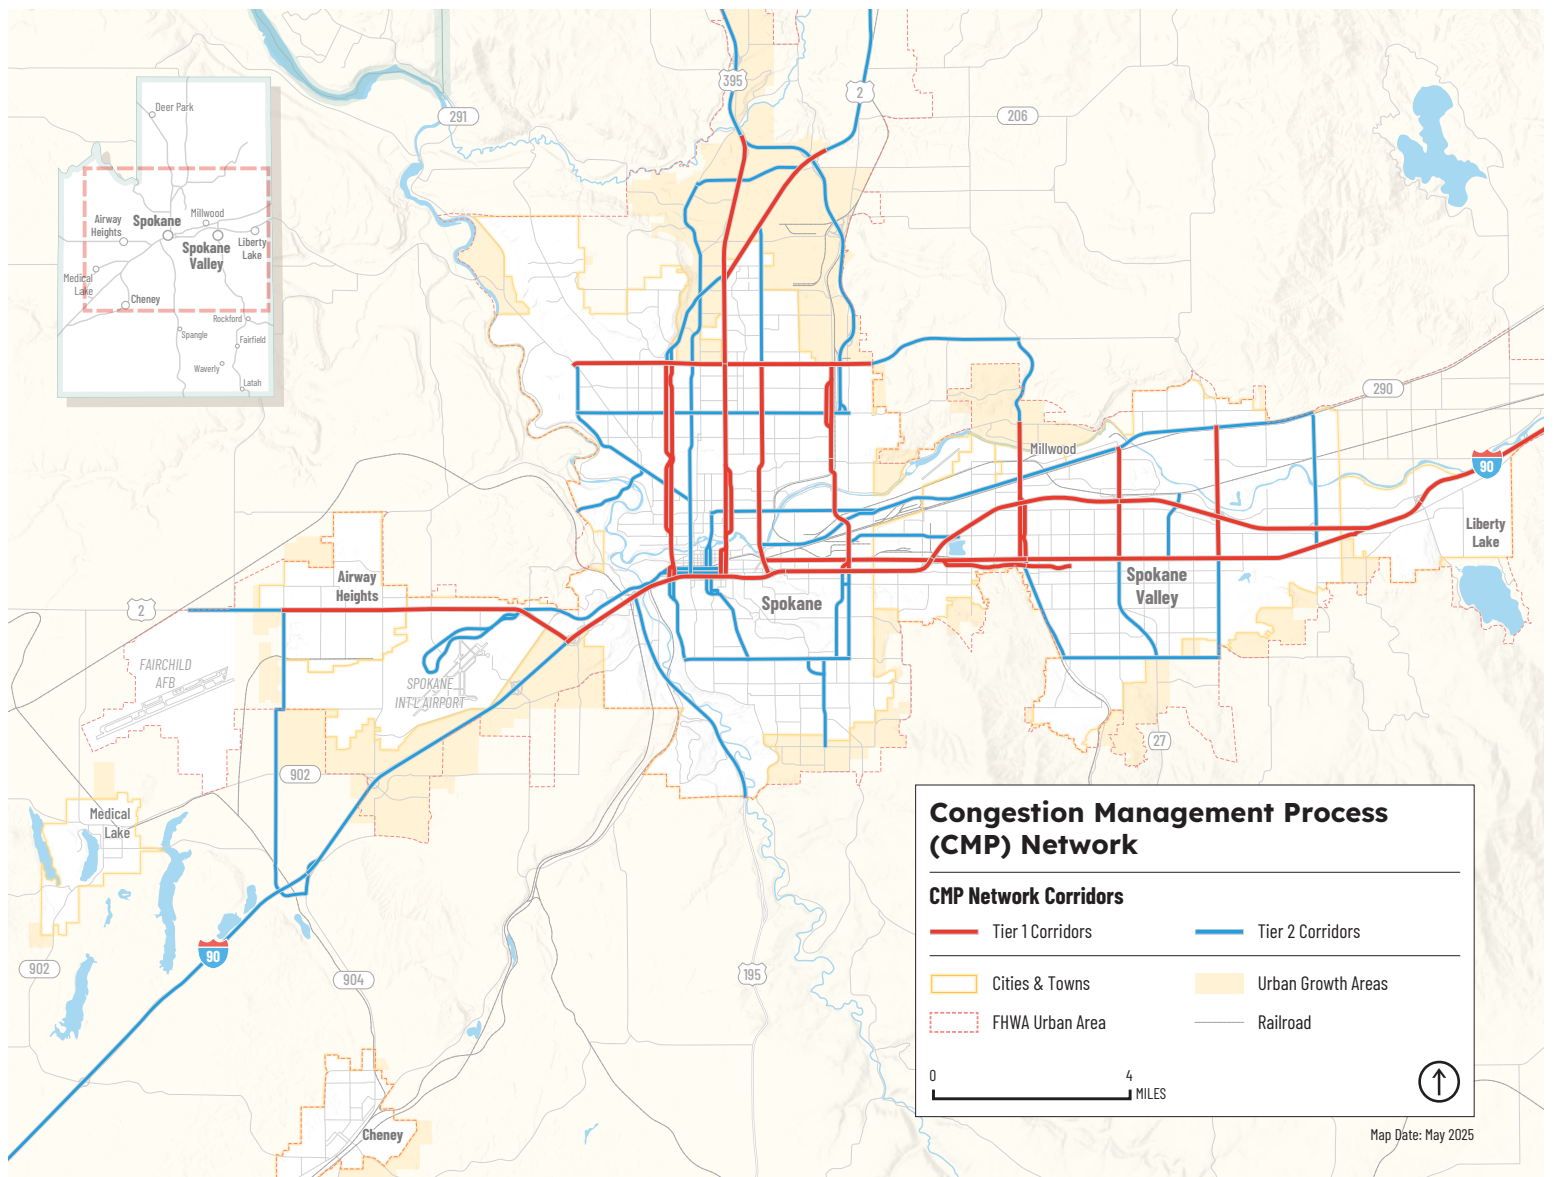 395
2
291
206
Deer Park
Spokane
Millwood
Airway
Heights
Spokane
Valley
Liberty
Lake
Medical
Lake
Cheney
Rockford
Spangle
Fairfield
Waverly
Latah
290
Millwood
90
Liberty
Lake
Airway
Heights
Spokane
Valley
Spokane
2
FAIRCHILD
AFB
SPOKANE
INT'L AIRPORT
27
902
Medical
Lake
90
902
904
195
Cheney
Congestion Management Process
(CMP) Network
CMP Network Corridors
Tier 1 Corridors
Tier 2 Corridors
Cities & Towns
Urban Growth Areas
FHWA Urban Area
Railroad
0 4
MILES
Map Date: May 2025